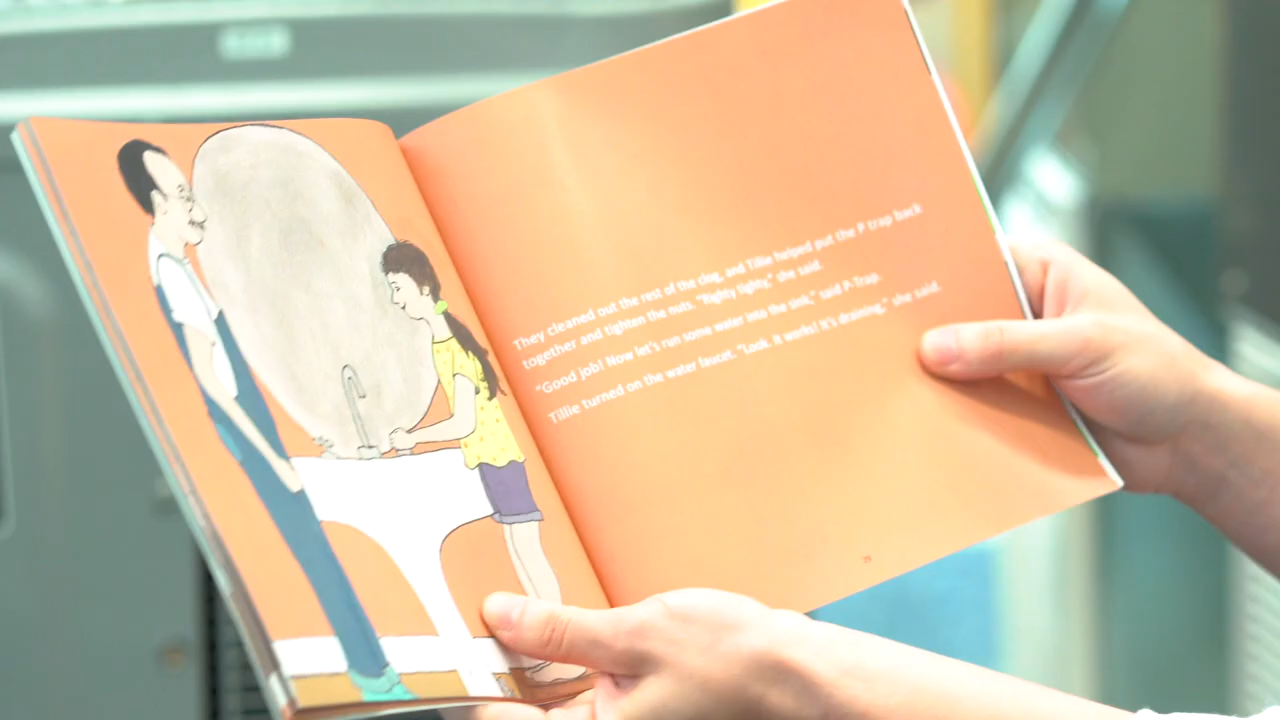 They cleaned out the rest of the clog, and Tillie helped put the P trap back
together and tighten the nuts. "Righty tighty," she said.
"Good job! Now let's run some water into the sink," said P-Trap.
Tillie turned on the water faucet. "Look. It works! It's draining," she said.